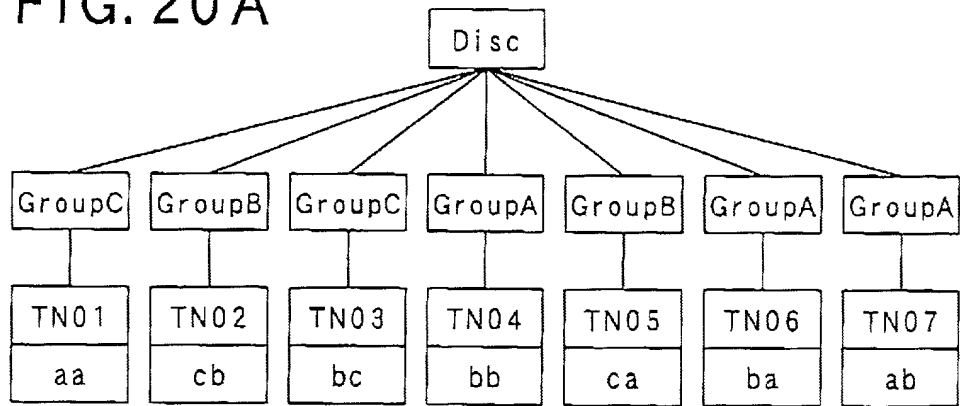 FIG. 20A
Disc
GroupC GroupB GroupC GroupA GroupB GroupA GroupA
TN01 TN02 TN03 TN04 TN05 TN06 TN07
aa cb bc bb ca ba ab